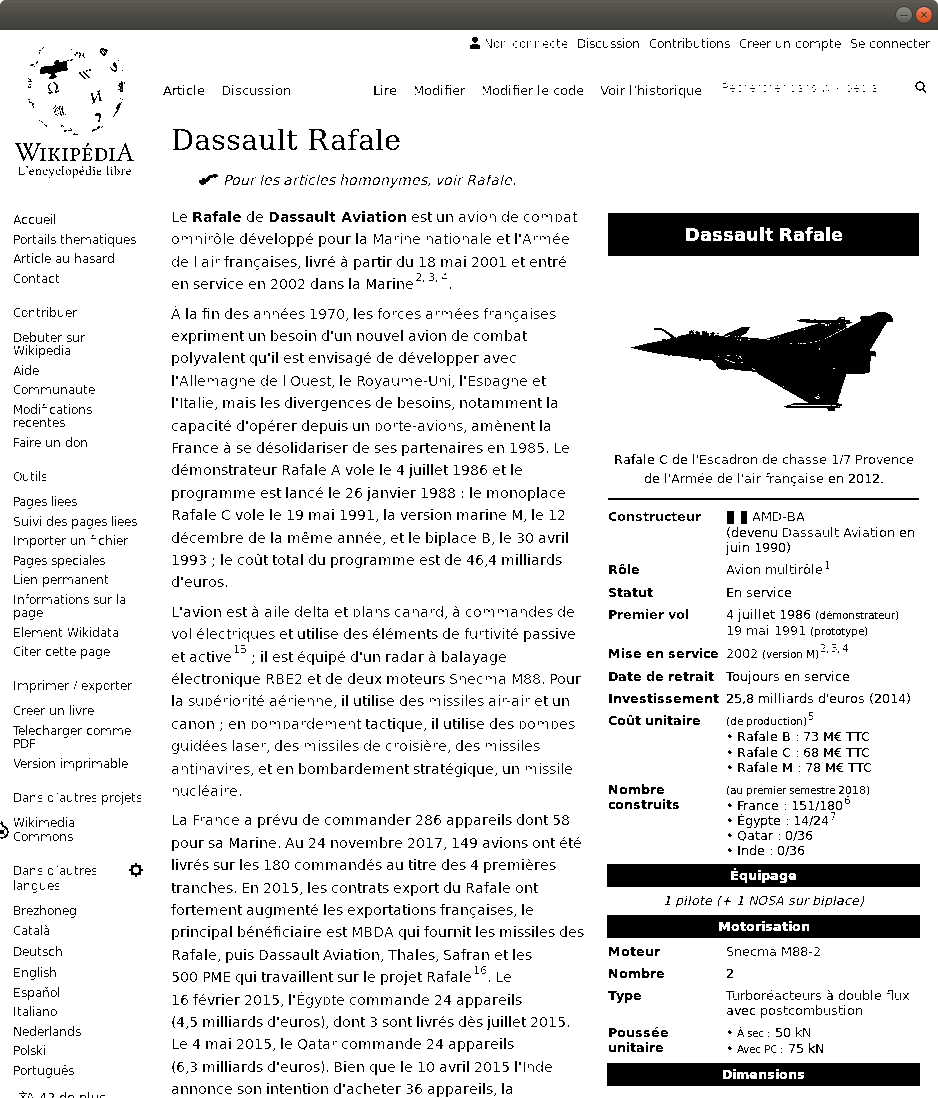 Non connecté Discussion Contributions Creer un compte Se connecter
Article Discussion Lire Modifier Modifier le code Voir l'historique
WIKIPÉDIA
L'encyclopédie libre
Dassault Rafale
Pour les articles homonymes, voir Rafale.
Accueil
Portails thematiques
Article au hasard
Contact
Contribuer
Debuter sur
Wikipedia
Aide
Communaute
Modifications
recentes
Faire un don
Outils
Pages liees
Suivi des pages liees
Importer un fichier
Pages speciales
Lien permanent
Informations sur la
page
Element Wikidata
Citer cette page
Imprimer / exporter
Creer un livre
Telecharger comme
PDF
Version imprimable
Dans d'autres projets
Wikimedia
Commons
Dans d'autres
langues
Brezhoneg
Català
Deutsch
English
Español
Italiano
Nederlands
Polski
Português
42 de plus
Le Rafale de Dassault Aviation est un avion de combat
omnirôle développé pour la Marine nationale et l'Armée
de l'air françaises, livré à partir du 18 mai 2001 et entré
en service en 2002 dans la Marine2, 3, 4.
À la fin des années 1970, les forces armées françaises
expriment un besoin d'un nouvel avion de combat
polyvalent qu'il est envisagé de développer avec
l'Allemagne de l'Ouest, le Royaume-Uni, l'Espagne et
l'Italie, mais les divergences de besoins, notamment la
capacité d'opérer depuis un porte-avions, amènent la
France à se désolidariser de ses partenaires en 1985. Le
démonstrateur Rafale A vole le 4 juillet 1986 et le
programme est lancé le 26 janvier 1988 : le monoplace
Rafale C vole le 19 mai 1991, la version marine M, le 12
décembre de la même année, et le biplace B, le 30 avril
1993 ; le coût total du programme est de 46,4 milliards
d'euros.
L'avion est à aile delta et plans canard, à commandes de
vol électriques et utilise des éléments de furtivité passive
et active15 ; il est équipé d'un radar à balayage
électronique RBE2 et de deux moteurs Snecma M88. Pour
la supériorité aérienne, il utilise des missiles air-air et un
canon ; en bombardement tactique, il utilise des bombes
guidées laser, des missiles de croisière, des missiles
antinavires, et en bombardement stratégique, un missile
nucléaire.
La France a prévu de commander 286 appareils dont 58
pour sa Marine. Au 24 novembre 2017, 149 avions ont été
livrés sur les 180 commandés au titre des 4 premières
tranches. En 2015, les contrats export du Rafale ont
fortement augmenté les exportations françaises, le
principal bénéficiaire est MBDA qui fournit les missiles des
Rafale, puis Dassault Aviation, Thales, Safran et les
500 PME qui travaillent sur le projet Rafale16. Le
16 février 2015, l'Égypte commande 24 appareils
(4,5 milliards d'euros), dont 3 sont livrés dès juillet 2015.
Le 4 mai 2015, le Qatar commande 24 appareils
(6,3 milliards d'euros). Bien que le 10 avril 2015 l'Inde
annonce son intention d'acheter 36 appareils, la
Dassault Rafale
Rafale C de l'Escadron de chasse 1/7 Provence
de l'Armée de l'air française en 2012.
Constructeur AMD-BA
(devenu Dassault Aviation en
juin 1990)
Rôle Avion multirôle1
Statut En service
Premier vol 4 juillet 1986 (démonstrateur)
19 mai 1991 (prototype)
Mise en service 2002 (version M)2, 3, 4
Date de retrait Toujours en service
Investissement 25,8 milliards d'euros (2014)
Coût unitaire (de production)5
• Rafale B : 73 M€ TTC
• Rafale C : 68 M€ TTC
• Rafale M : 78 M€ TTC
Nombre construits (au premier semestre 2018)
• France : 151/1806
• Égypte : 14/247
• Qatar : 0/36
• Inde : 0/36
Équipage
1 pilote (+ 1 NOSA sur biplace)
Motorisation
Moteur Snecma M88-2
Nombre 2
Type Turboréacteurs à double flux
avec postcombustion
Poussée unitaire • À sec : 50 kN
• Avec PC : 75 kN
Dimensions